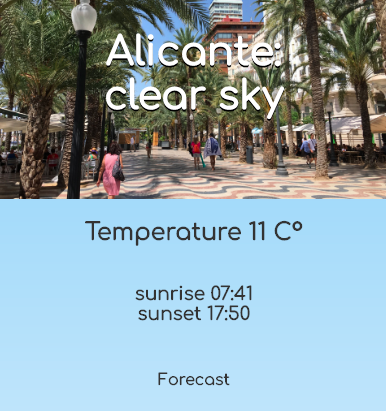 Alicante:
clear sky
Temperature 11 C°
sunrise 07:41
sunset 17:50
Forecast